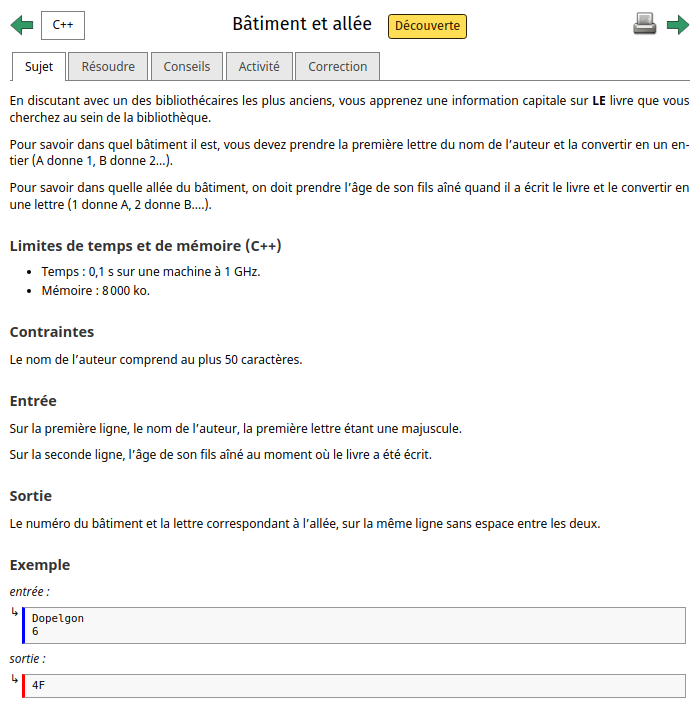 C++
Bâtiment et allée
Découverte
Sujet
Résoudre
Conseils
Activité
Correction
En discutant avec un des bibliothécaires les plus anciens, vous apprenez une information capitale sur LE livre que vous
cherchez au sein de la bibliothèque.
Pour savoir dans quel bâtiment il est, vous devez prendre la première lettre du nom de l’auteur et la convertir en un en-
tier (A donne 1, B donne 2…).
Pour savoir dans quelle allée du bâtiment, on doit prendre l’âge de son fils aîné quand il a écrit le livre et le convertir en
une lettre (1 donne A, 2 donne B….).
Limites de temps et de mémoire (C++)
• Temps : 0,1 s sur une machine à 1 GHz.
• Mémoire : 8 000 ko.
Contraintes
Le nom de l’auteur comprend au plus 50 caractères.
Entrée
Sur la première ligne, le nom de l’auteur, la première lettre étant une majuscule.
Sur la seconde ligne, l’âge de son fils aîné au moment où le livre a été écrit.
Sortie
Le numéro du bâtiment et la lettre correspondant à l’allée, sur la même ligne sans espace entre les deux.
Exemple
entrée :
↳ Dopelgon
6
sortie :
↳ 4F